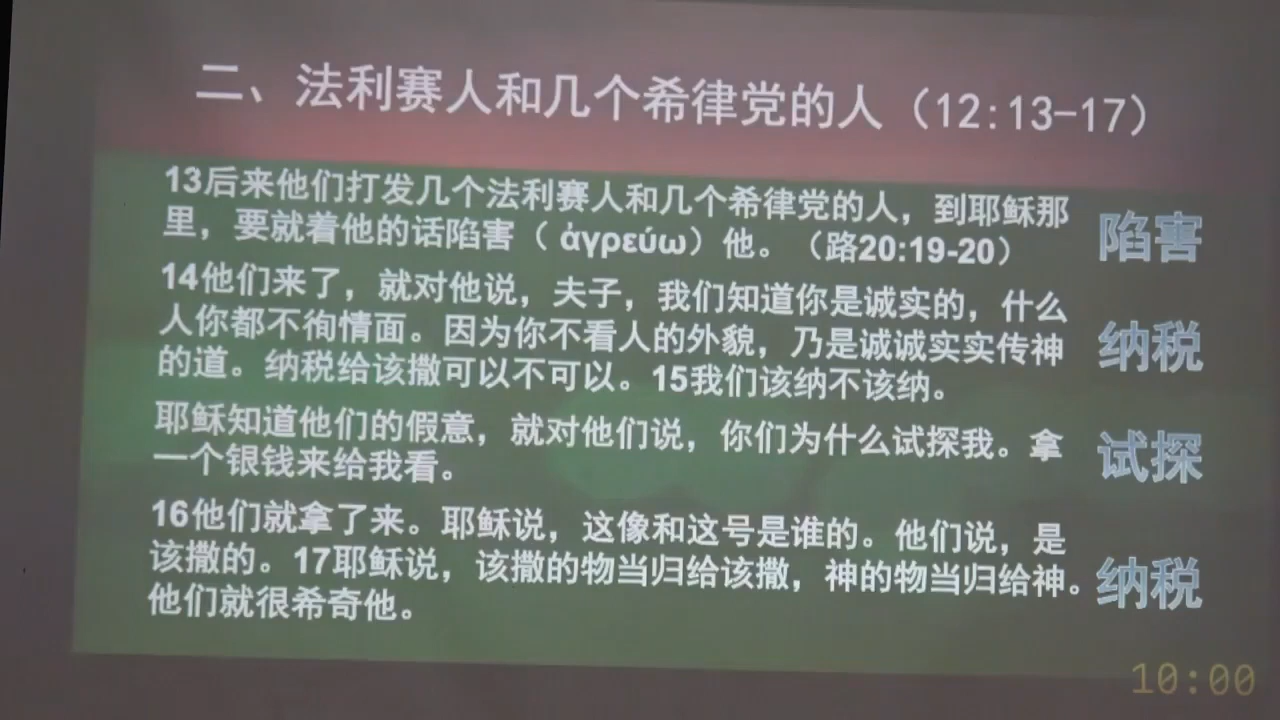 二、法利赛人和几个希律党的人（12:13-17）
13后来他们打发几个法利赛人和几个希律党的人，到耶稣那
里，要就着他的话陷害（ ἀγρεύω）他。（路20:19-20）
陷害
14他们来了，就对他说，夫子，我们知道你是诚实的，什么
人你都不徇情面。因为你不看人的外貌，乃是诚诚实实传神
的道。纳税给该撒可以不可以。15我们该纳不该纳。
纳税
耶稣知道他们的假意，就对他们说，你们为什么试探我。拿
一个银钱来给我看。
试探
16他们就拿了来。耶稣说，这像和这号是谁的。他们说，是
该撒的。17耶稣说，该撒的物当归给该撒，神的物当归给神。
他们就很希奇他。
纳税
10:00